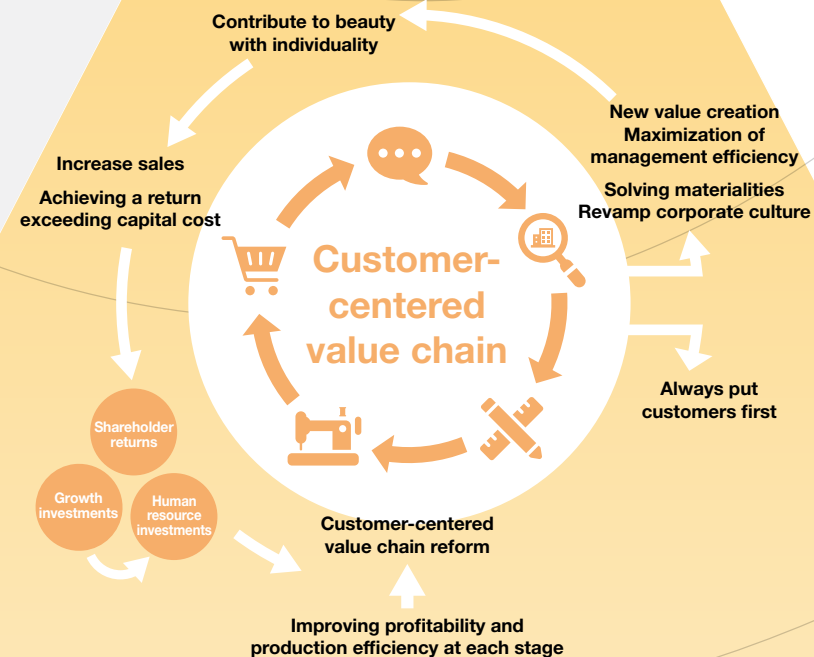 Contribute to beauty
with individuality
New value creation
Maximization of
management efficiency
Solving materialities
Revamp corporate culture
Increase sales
Achieving a return
exceeding capital cost
Customer-
centered
value chain
Always put
customers first
Shareholder
returns
Growth
investments
Human
resource
investments
Customer-centered
value chain reform
Improving profitability and
production efficiency at each stage